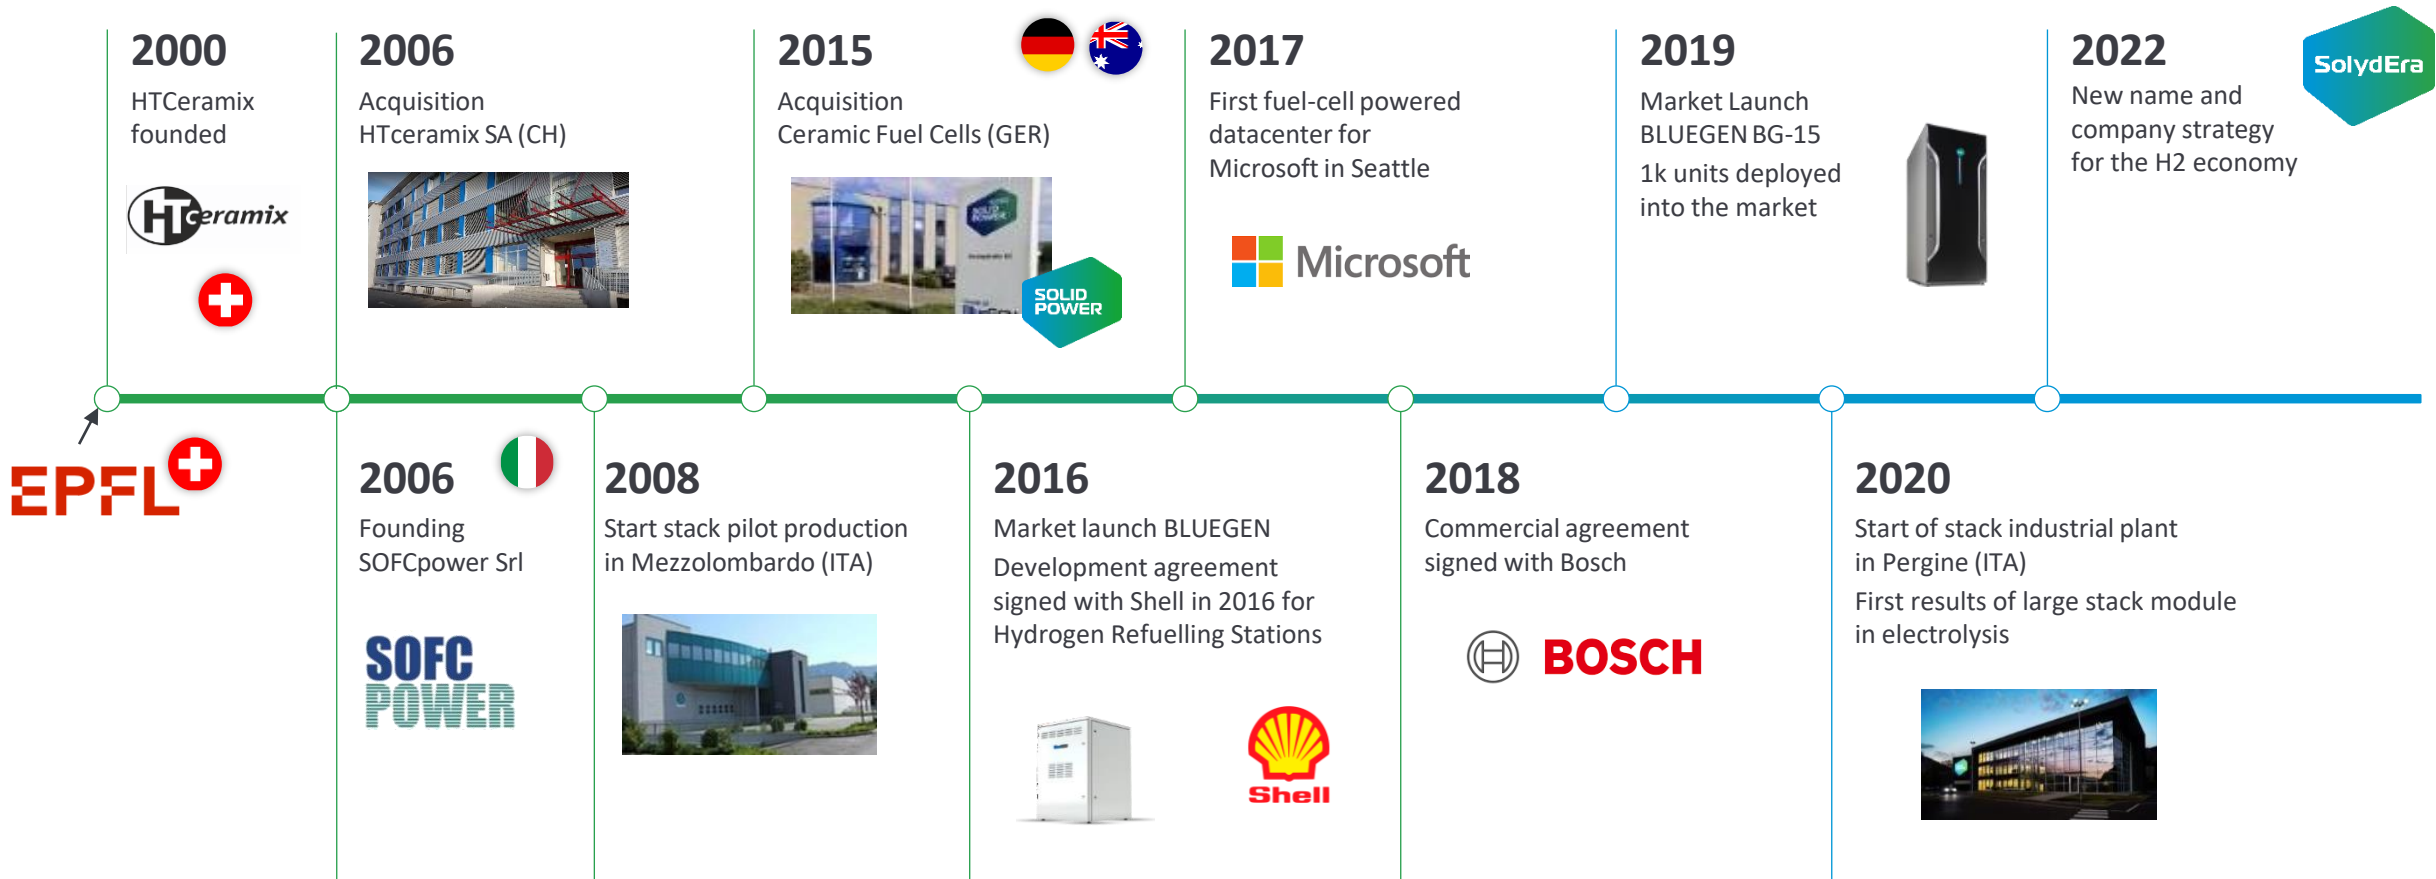 2000
HTCeramix
founded
HTceramix
2006
Acquisition
HTceramix SA (CH)
2015
Acquisition
Ceramic Fuel Cells (GER)
SOLID
POWER
SOLID
POWER
2017
First fuel-cell powered
datacenter for
Microsoft in Seattle
Microsoft
2019
Market Launch
BLUEGEN BG-15
1k units deployed
into the market
2022
New name and
company strategy
for the H2 economy
SolydEra
EPFL
2006
Founding
SOFCpower Srl
SOFC
POWER
2008
Start stack pilot production
in Mezzolombardo (ITA)
2016
Market launch BLUEGEN
Development agreement
signed with Shell in 2016 for
Hydrogen Refuelling Stations
Shell
2018
Commercial agreement
signed with Bosch
BOSCH
2020
Start of stack industrial plant
in Pergine (ITA)
First results of large stack module
in electrolysis